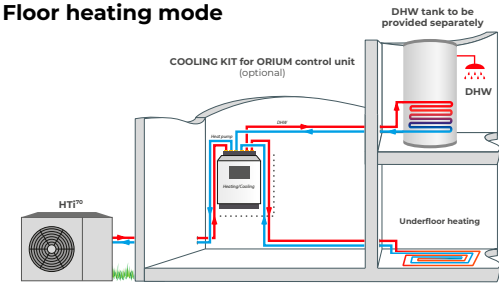 Floor heating mode
DHW tank to be
provided separately
COOLING KIT for ORIUM control unit
(optional)
DHW
DHW
Heat pump
Heating/Cooling
HTi70
Underfloor heating